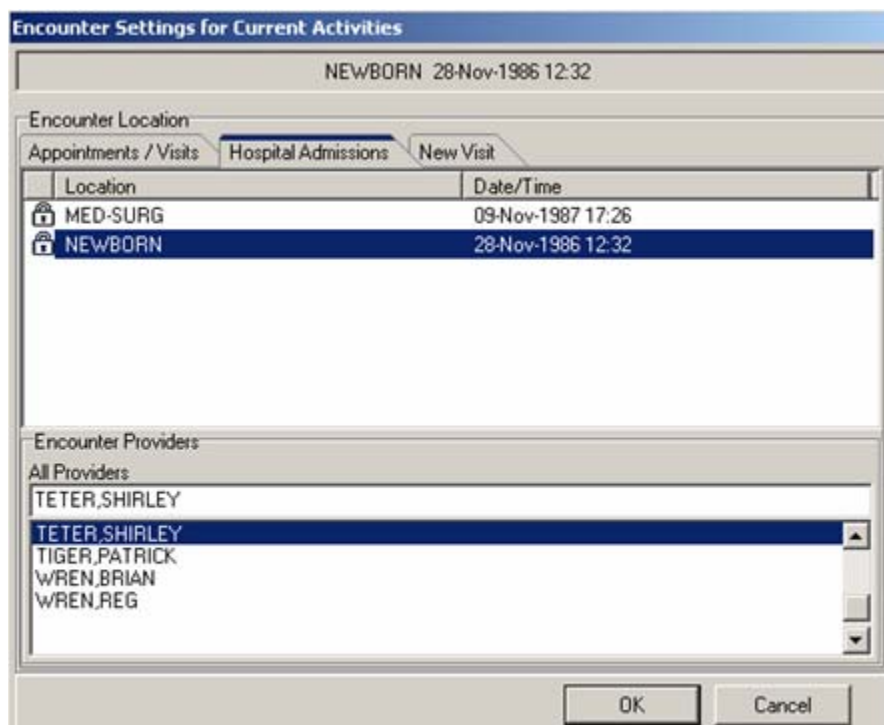 Encounter Settings for Current Activities
NEWBORN 28-Nov-1986 12:32
Encounter Location
Appointments / Visits Hospital Admissions New Visit
Location Date/Time
MED-SURG 09-Nov-1987 17:26
NEWBORN 28-Nov-1986 12:32
Encounter Providers
All Providers
TETER,SHIRLEY
TETER,SHIRLEY
TIGER,PATRICK
WREN,BRIAN
WREN,REG
OK Cancel